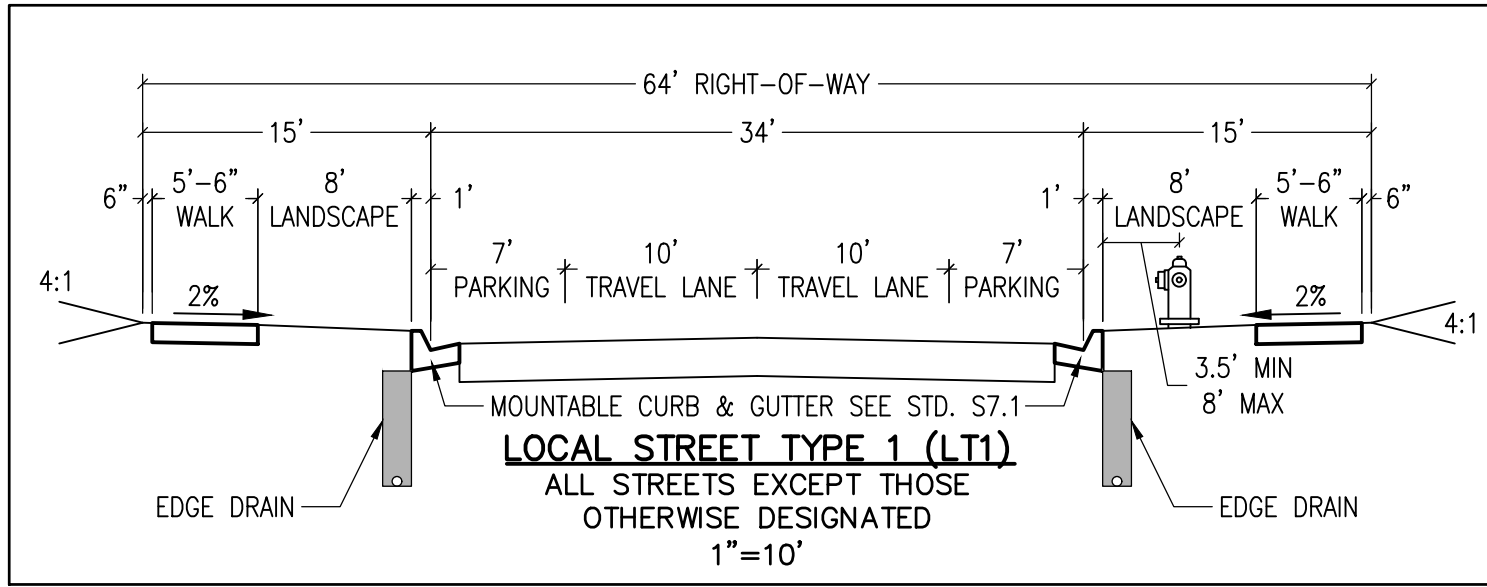 64' RIGHT-OF-WAY
15'
34'
15'
6"
5'-6"
WALK
8'
LANDSCAPE
1'
1'
8'
LANDSCAPE
5'-6"
WALK
6"
7'
PARKING
10'
TRAVEL LANE
10'
TRAVEL LANE
7'
PARKING
4:1
2%
2%
4:1
3.5' MIN
8' MAX
MOUNTABLE CURB & GUTTER SEE STD. S7.1
LOCAL STREET TYPE 1 (LT1)
ALL STREETS EXCEPT THOSE
OTHERWISE DESIGNATED
1"=10'
EDGE DRAIN
EDGE DRAIN